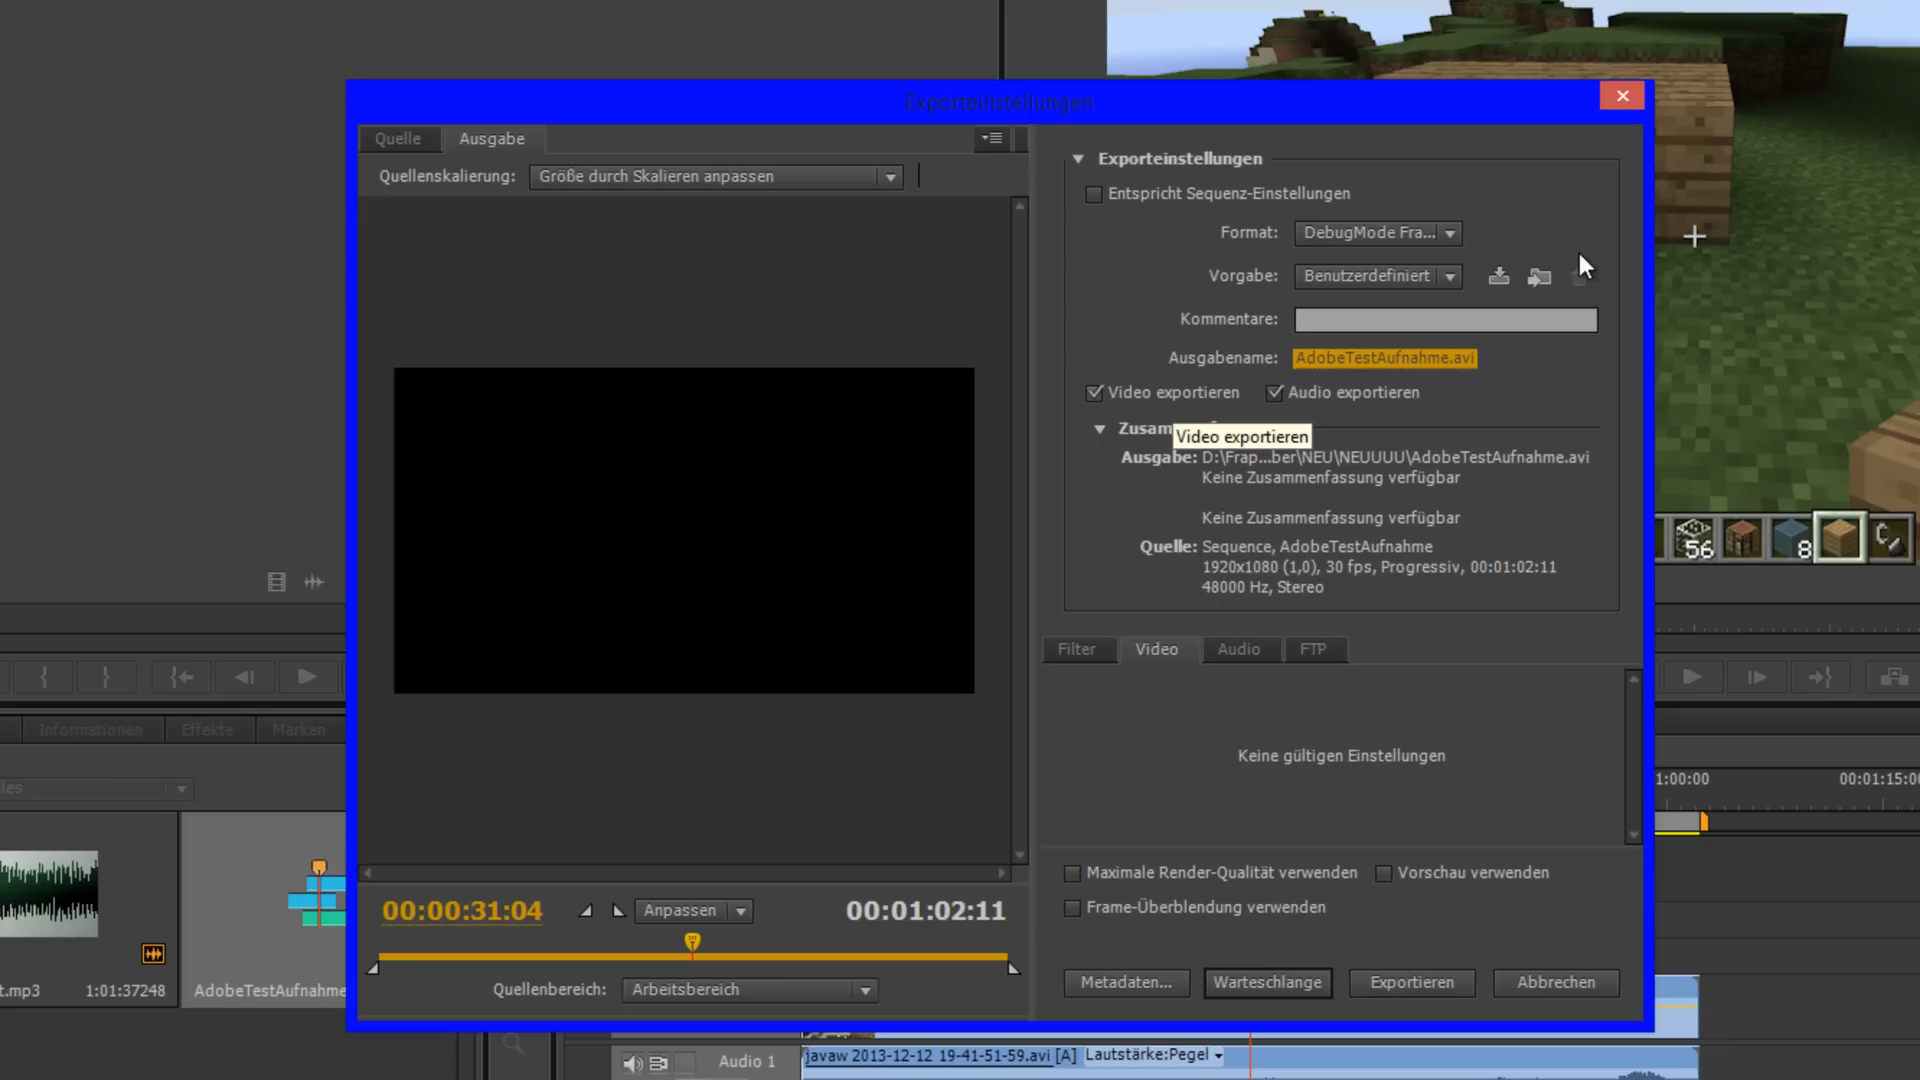 Exporteinstellungen
Quelle
Ausgabe
Quellenskalierung:
Größe durch Skalieren anpassen
Exporteinstellungen
Entspricht Sequenz-Einstellungen
Format:
DebugMode Fra...
Vorgabe:
Benutzerdefiniert
Kommentare:
Ausgabename:
AdobeTestAufnahme.avi
Video exportieren
Audio exportieren
Zusam
Video exportieren
Ausgabe: D:\Frap...ber\NEU\NEUUUU\AdobeTestAufnahme.avi
Keine Zusammenfassung verfügbar
Keine Zusammenfassung verfügbar
Quelle: Sequence, AdobeTestAufnahme
1920x1080 (1,0), 30 fps, Progressiv, 00:01:02:11
48000 Hz, Stereo
56
8
Filter
Video
Audio
FTP
Keine gültigen Einstellungen
Informationen
Effekte
Marken
les
1:00:00
00:01:15:00
Maximale Render-Qualität verwenden
Vorschau verwenden
Frame-Überblendung verwenden
00:00:31:04
Anpassen
00:01:02:11
Quellenbereich:
Arbeitsbereich
Metadaten...
Warteschlange
Exportieren
Abbrechen
t.mp3
1:01:37248
AdobeTestAufnahme
Audio 1
javaw 2013-12-12 19-41-51-59.avi [A]
Lautstärke:Pegel